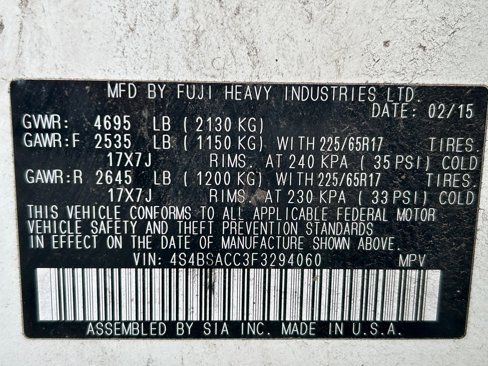 MFD BY FUJI HEAVY INDUSTRIES LTD.
DATE: 02/15
GVWR: 4695 LB (2130 KG)
GAWR:F 2535 LB (1150 KG) WITH 225/65R17 TIRES.
17X7J RIMS. AT 240 KPA (35 PSI) COLD
GAWR:R 2645 LB (1200 KG) WITH 225/65R17 TIRES.
17X7J RIMS. AT 230 KPA (33 PSI) COLD
THIS VEHICLE CONFORMS TO ALL APPLICABLE FEDERAL MOTOR
VEHICLE SAFETY AND THEFT PREVENTION STANDARDS
IN EFFECT ON THE DATE OF MANUFACTURE SHOWN ABOVE.
VIN: 4S4BSACC3F3294060 MPV
ASSEMBLED BY SIA INC. MADE IN U.S.A.